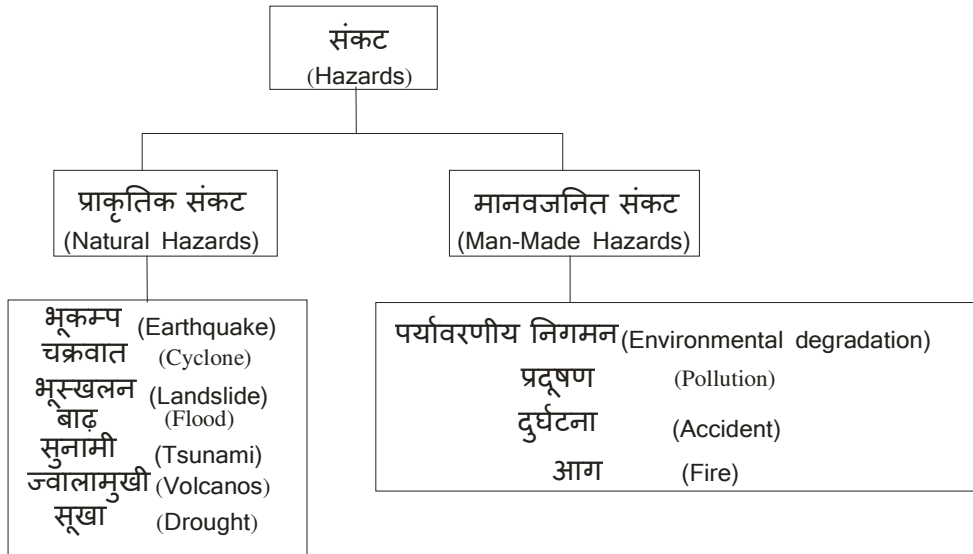 संकट
(Hazards)
प्राकृतिक संकट
(Natural Hazards)
भूकम्प (Earthquake)
चक्रवात (Cyclone)
भूस्खलन (Landslide)
बाढ़ (Flood)
सुनामी (Tsunami)
ज्वालामुखी (Volcanos)
सूखा (Drought)
मानवजनित संकट
(Man-Made Hazards)
पर्यावरणीय निगमन (Environmental degradation)
प्रदूषण (Pollution)
दुर्घटना (Accident)
आग (Fire)